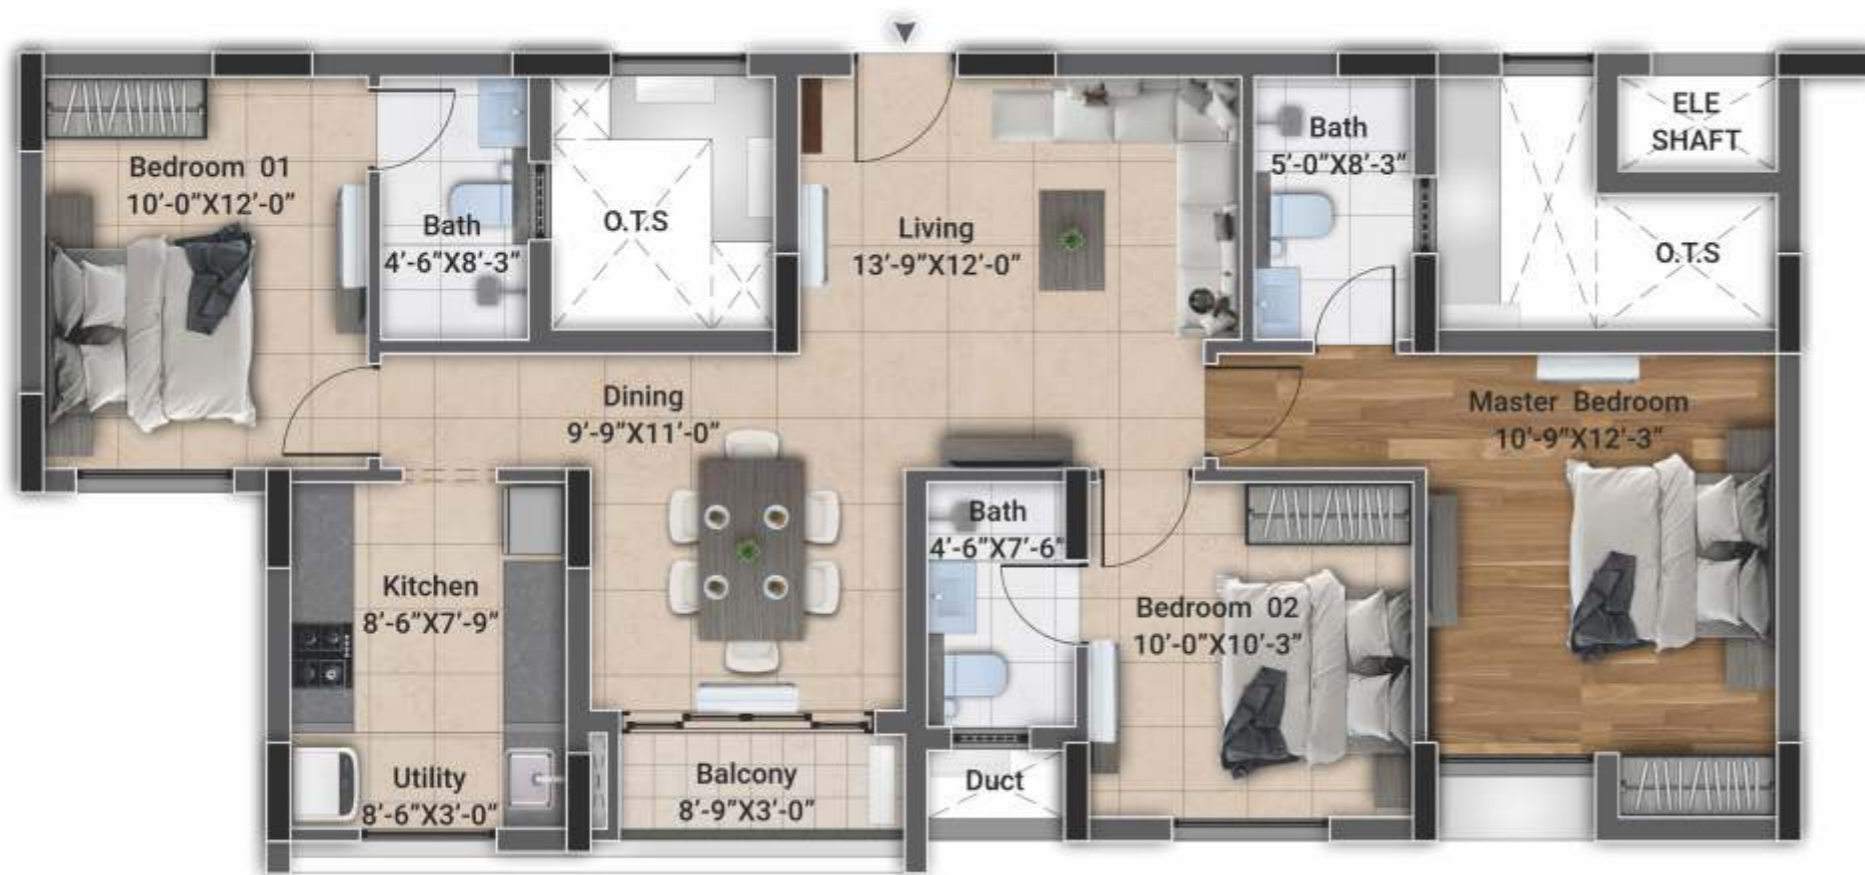 Bedroom 01
10'-0”X12'-0”
Bath
4'-6”X8'-3”
O.T.S
Living
13'-9”X12'-0”
Bath
5'-0”X8'-3”
ELE
SHAFT
O.T.S
Dining
9'-9”X11'-0”
Master Bedroom
10'-9”X12'-3”
Kitchen
8'-6”X7'-9”
Bath
4'-6”X7'-6”
Bedroom 02
10'-0”X10'-3”
Utility
8'-6”X3'-0”
Balcony
8'-9”X3'-0”
Duct